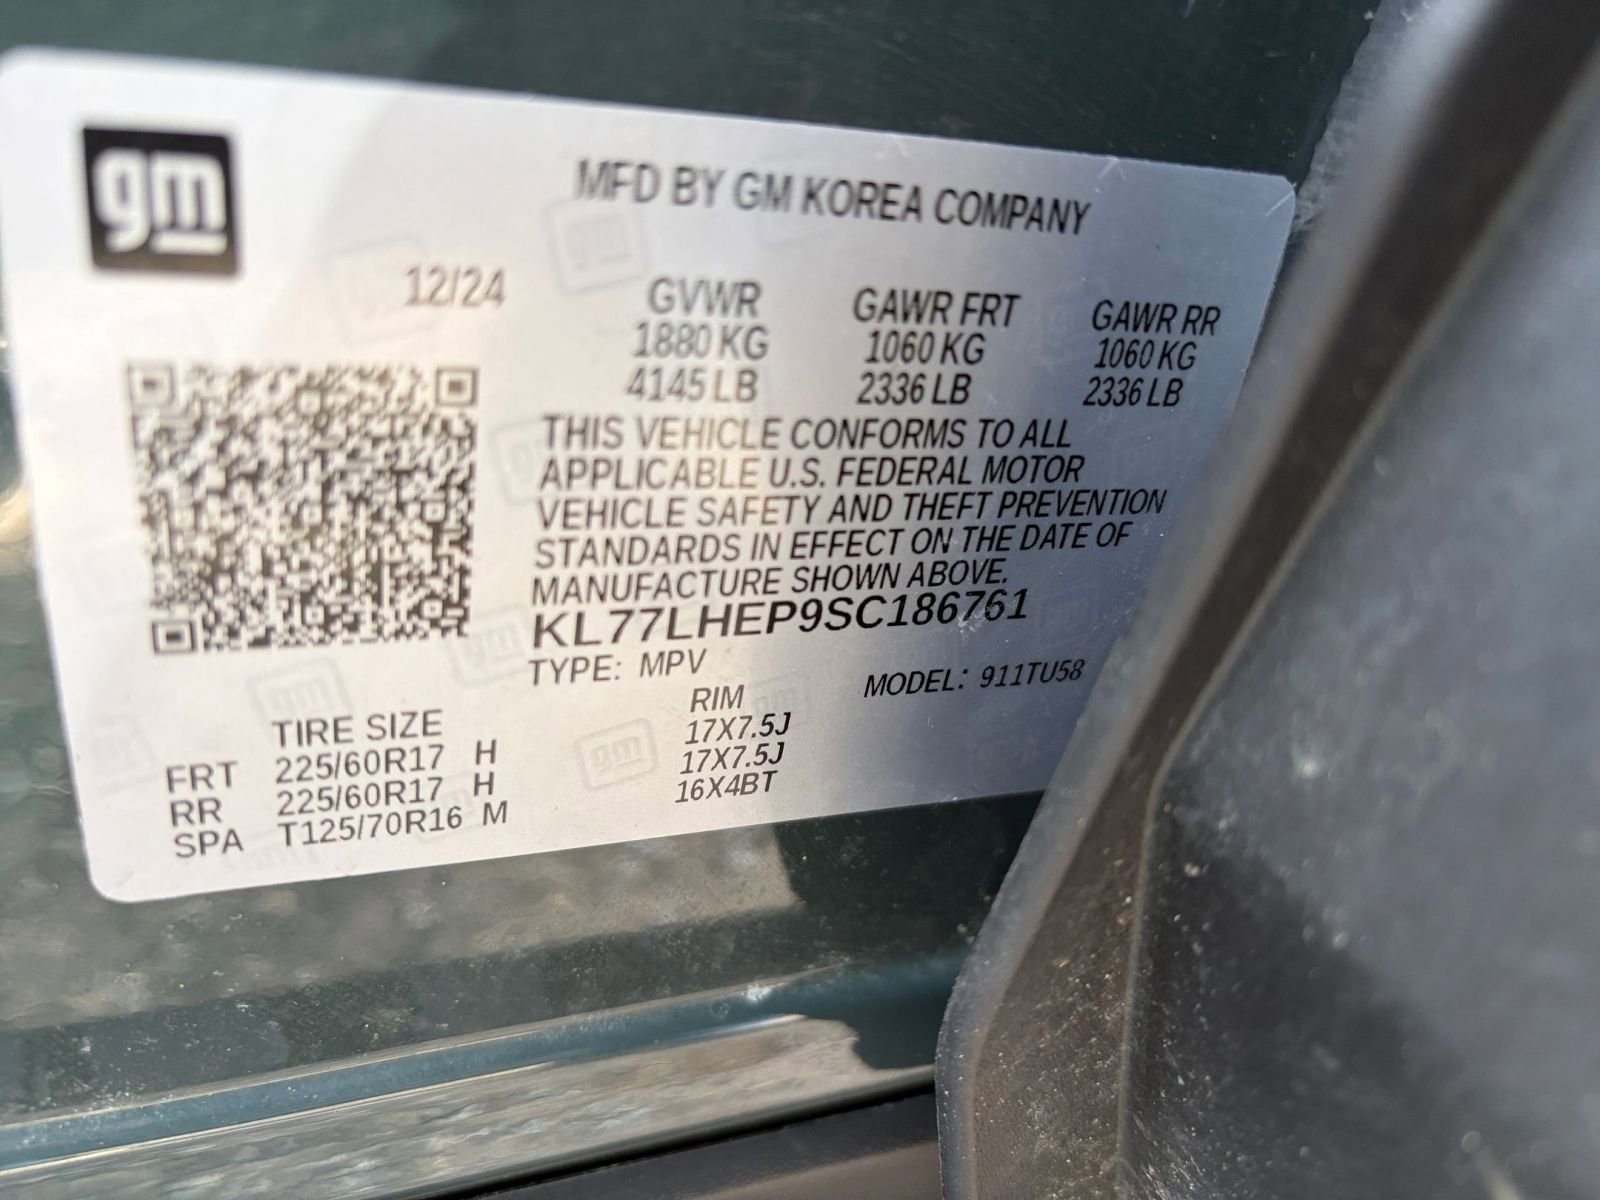 gm
MFD BY GM KOREA COMPANY
12/24
GVWR GAWR FRT GAWR RR
1880 KG 1060 KG 1060 KG
4145 LB 2336 LB 2336 LB
THIS VEHICLE CONFORMS TO ALL
APPLICABLE U.S. FEDERAL MOTOR
VEHICLE SAFETY AND THEFT PREVENTION
STANDARDS IN EFFECT ON THE DATE OF
MANUFACTURE SHOWN ABOVE.
KL77LHEP9SC186761
TYPE: MPV MODEL: 911TU58
TIRE SIZE RIM
FRT 225/60R17 H 17X7.5J
RR 225/60R17 H 17X7.5J
SPA T125/70R16 M 16X4BT